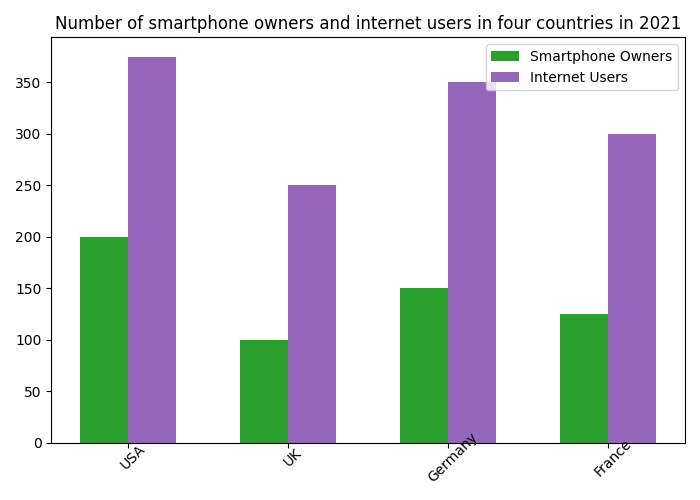 Number of smartphone owners and internet users in four countries in 2021
Smartphone Owners
Internet Users
350
300
250
200
150
100
50
0
USA
UK
Germany
France